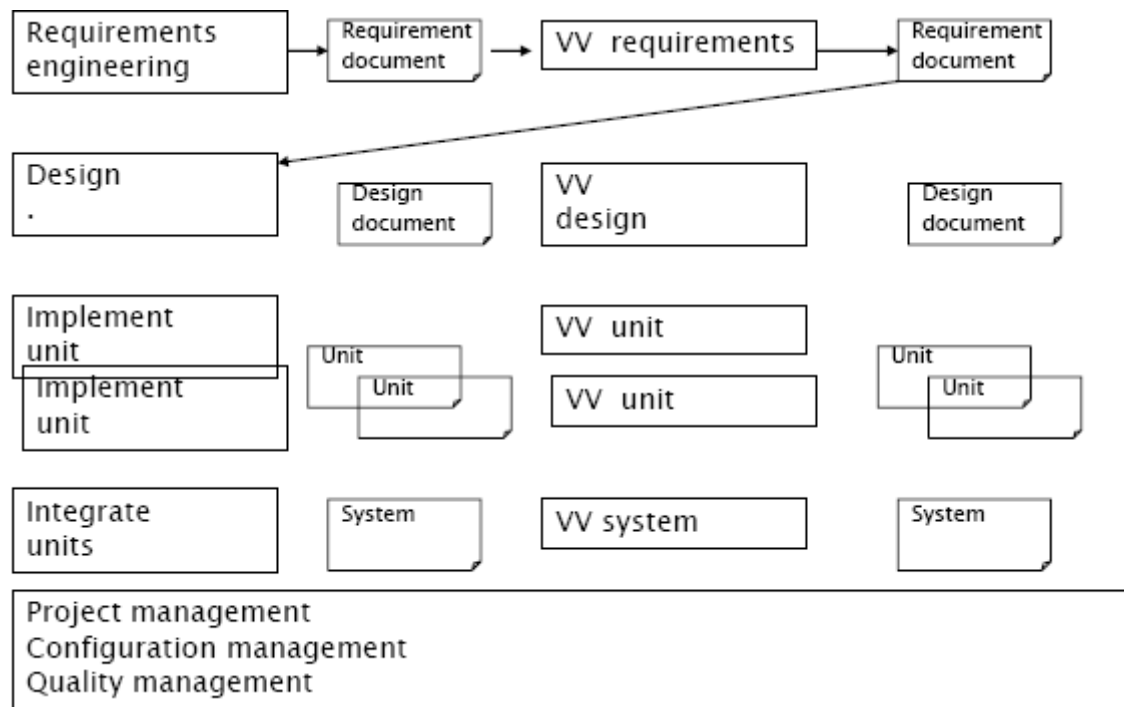 Requirements
engineering
Requirement
document
VV requirements
Requirement
document
Design
.
Design
document
VV
design
Design
document
Implement
unit
Implement
unit
Unit
Unit
VV unit
VV unit
Unit
Unit
Integrate
units
System
VV system
System
Project management
Configuration management
Quality management